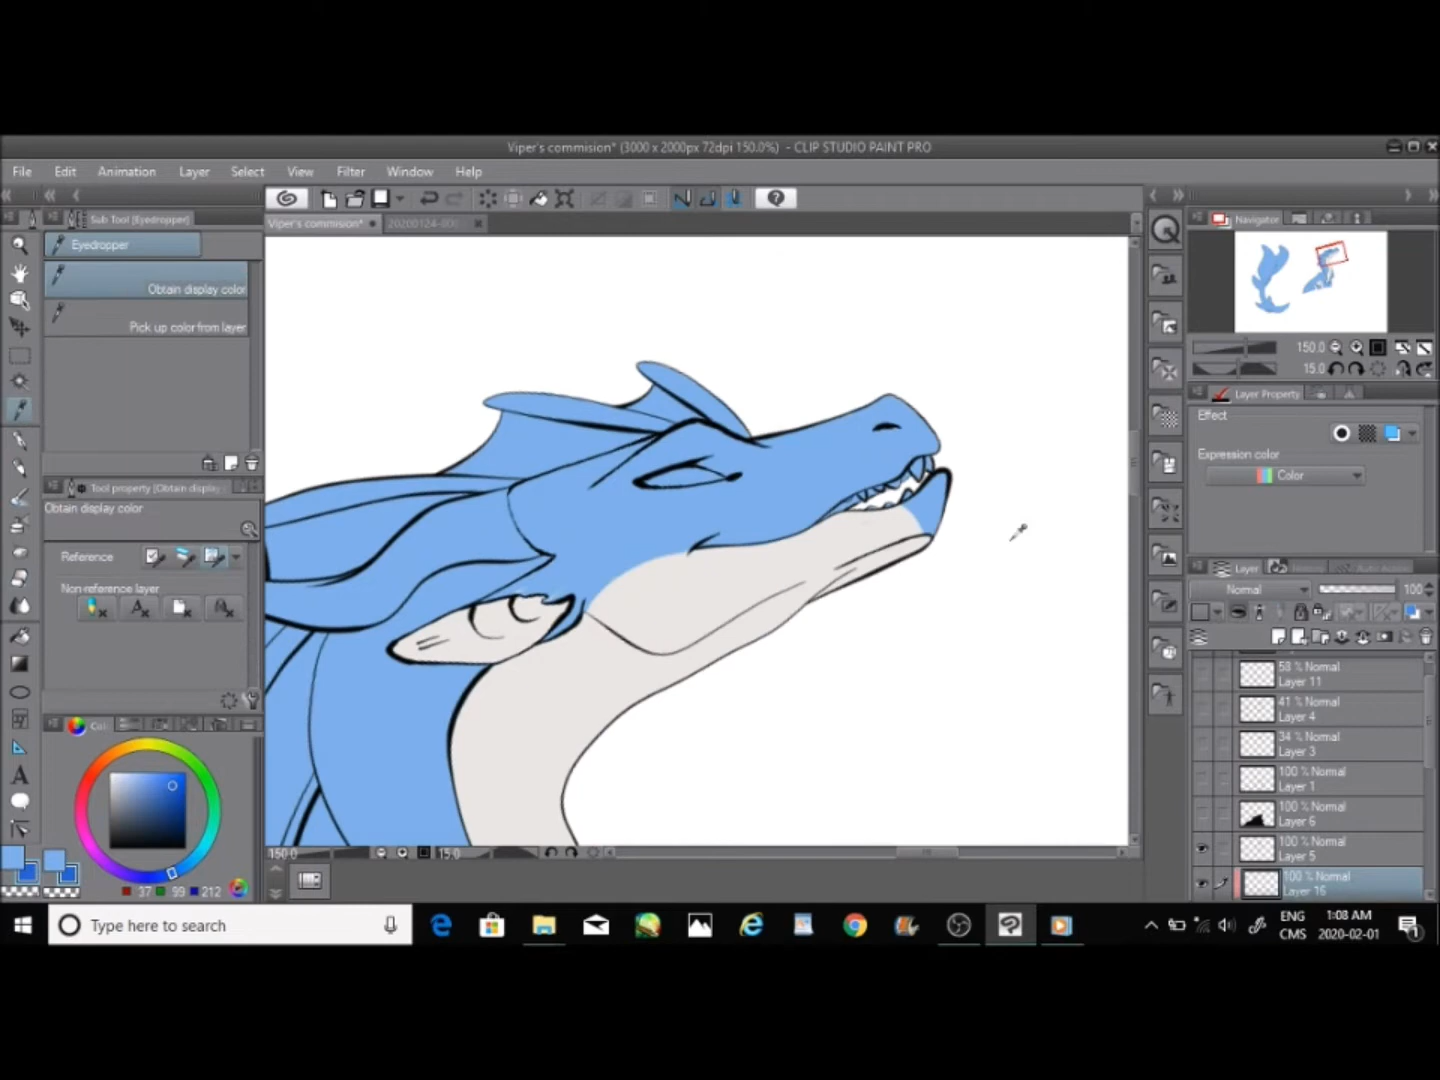 Viper's commision* (3000 x 2000px 72dpi 150.0%) - CLIP STUDIO PAINT PRO
File Edit Animation Layer Select View Filter Window Help
Sub Tool [Eyedropper]
Viper's commision*
Eyedropper
Obtain display color
Pick up color from layer
Tool property [Obtain display
Obtain display color
Reference
Non-reference layer
37 99 212
150.0 15.0
Navigator
150.0
15.0
Layer Property
Effect
Expression color
Color
Layer
Normal 100
58 % Normal
Layer 11
41 % Normal
Layer 4
34 % Normal
Layer 3
100 % Normal
Layer 1
100 % Normal
Layer 6
100 % Normal
Layer 5
100 % Normal
Layer 16
Type here to search
ENG
CMS
1:08 AM
2020-02-01
1